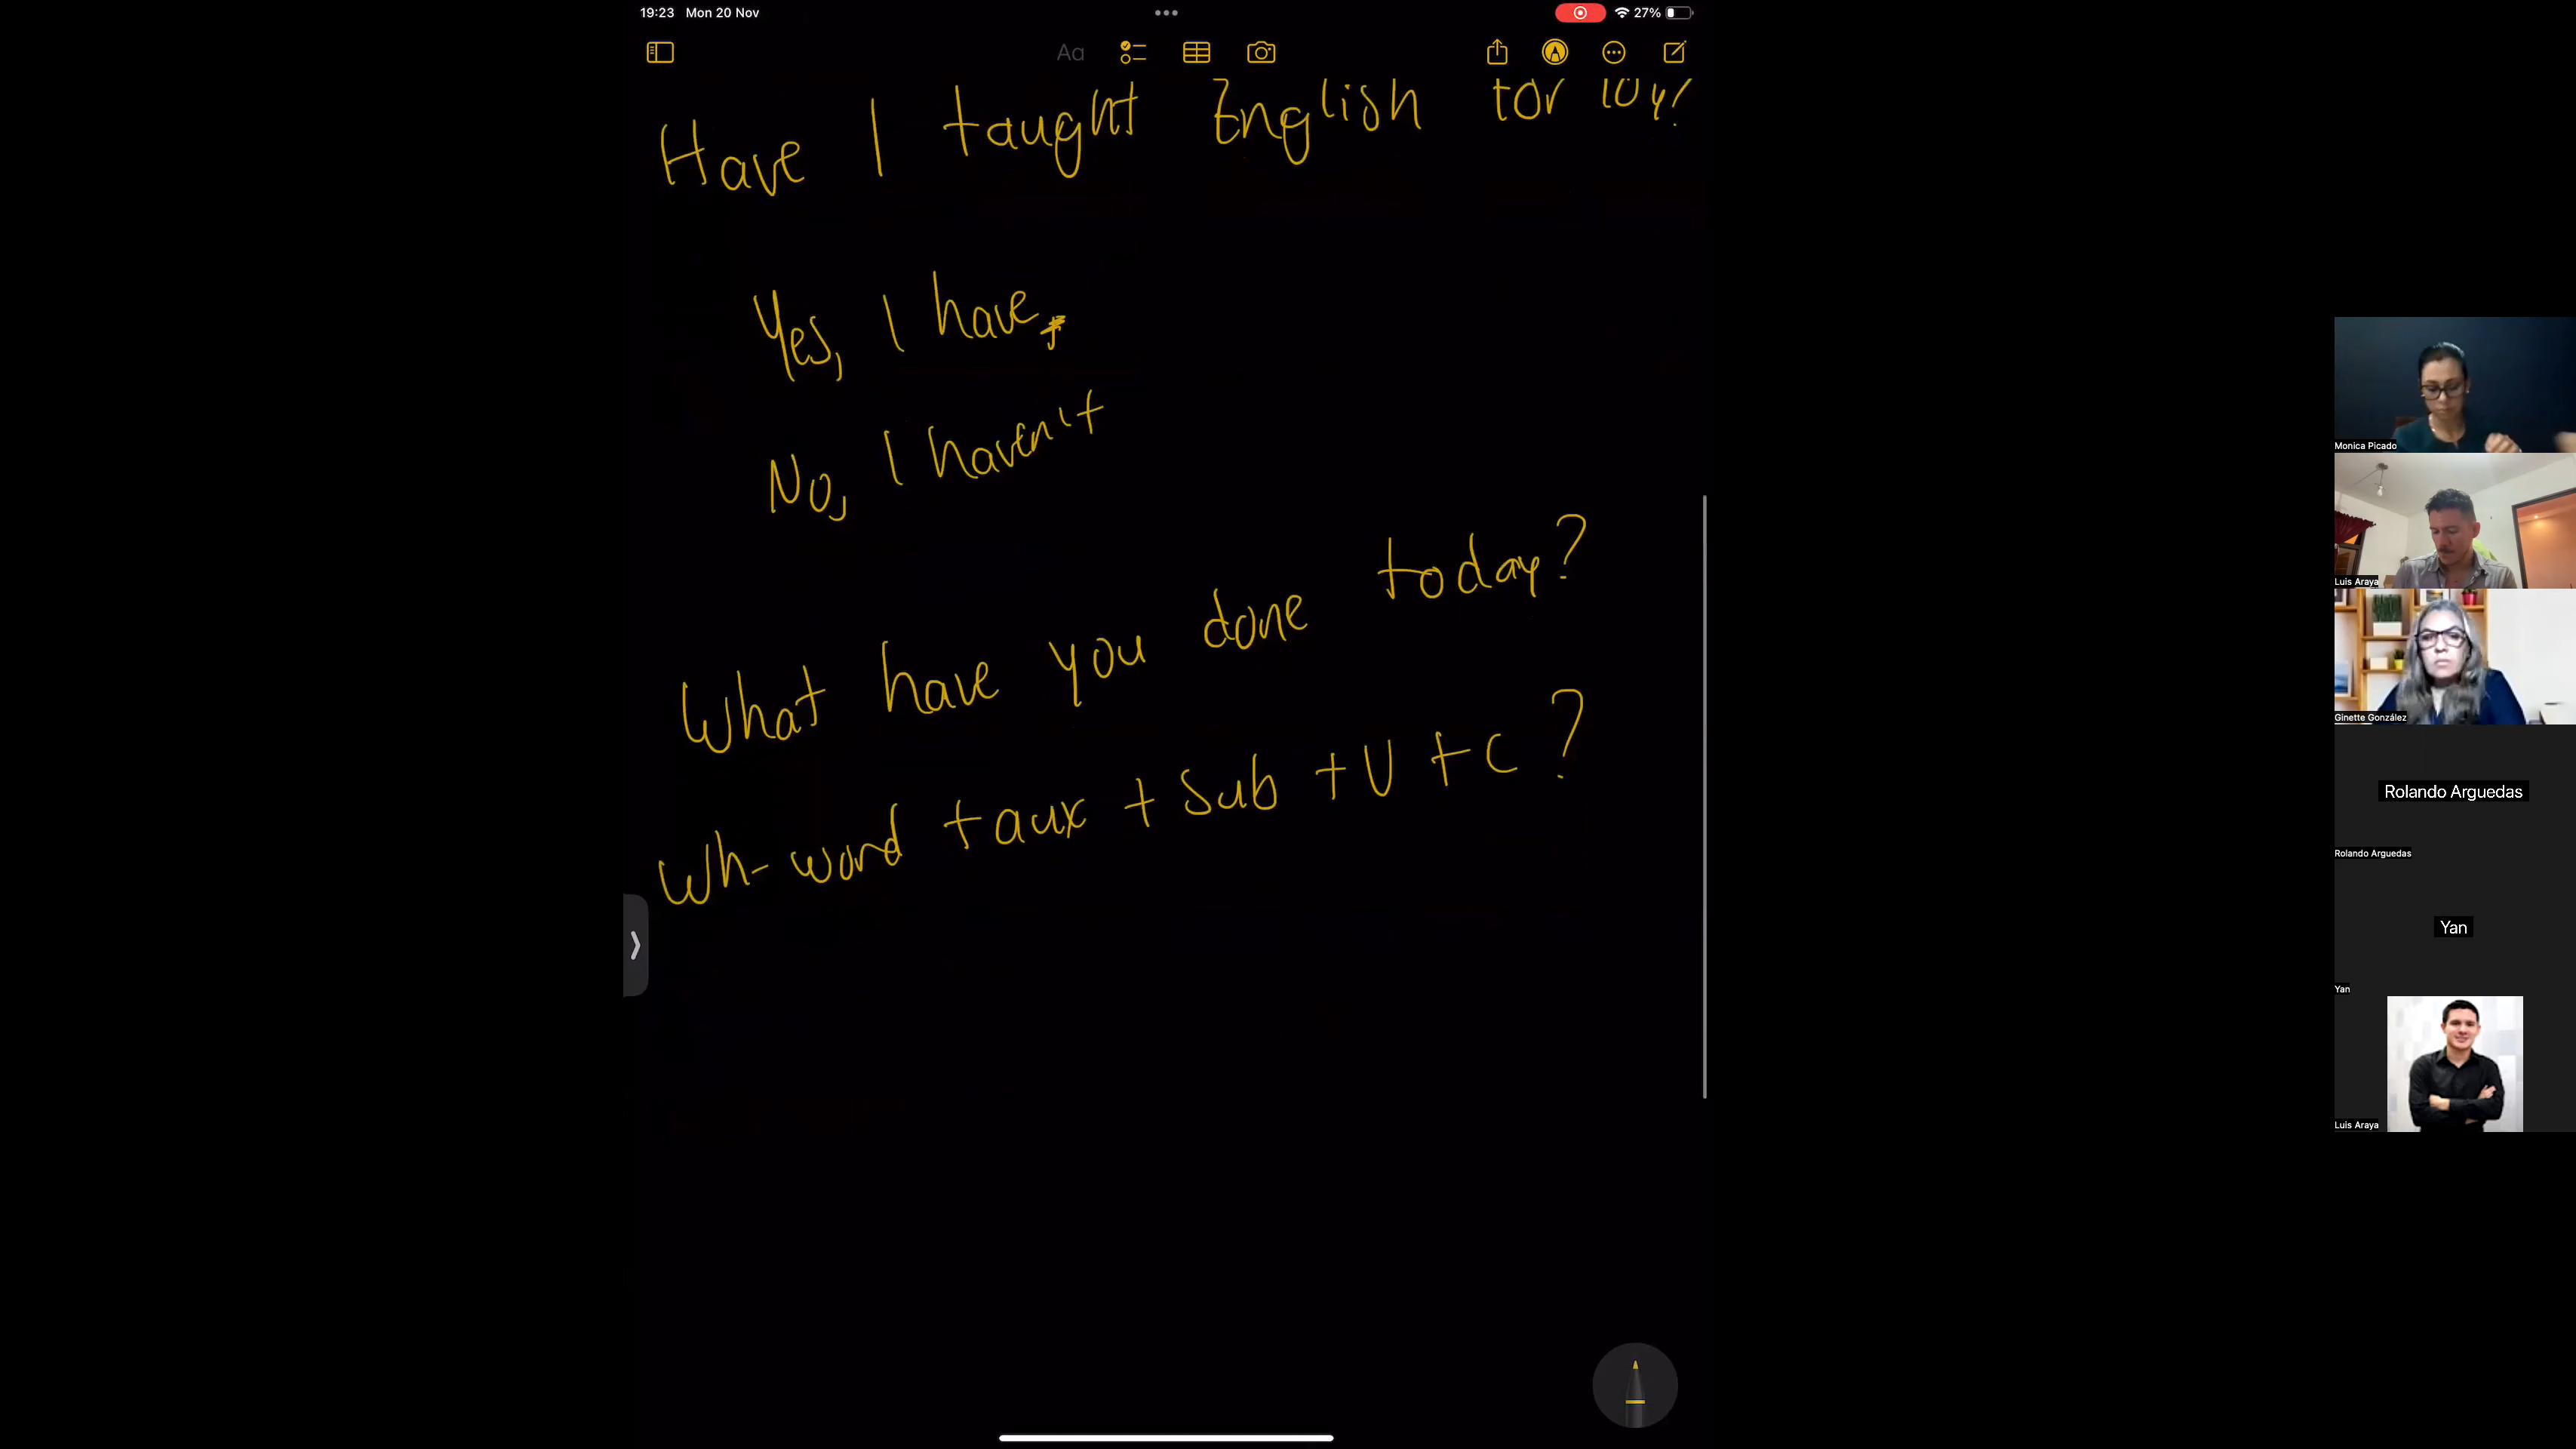 19:23 Mon 20 Nov
27%
Aa
Have I taught English for 10y?
Yes, I have.
No, I haven't
What have you done today?
Wh-word + aux + Sub + V + C?
Monica Picado
Luis Araya
Ginette González
Rolando Arguedas
Rolando Arguedas
Yan
Yan
Luis Araya